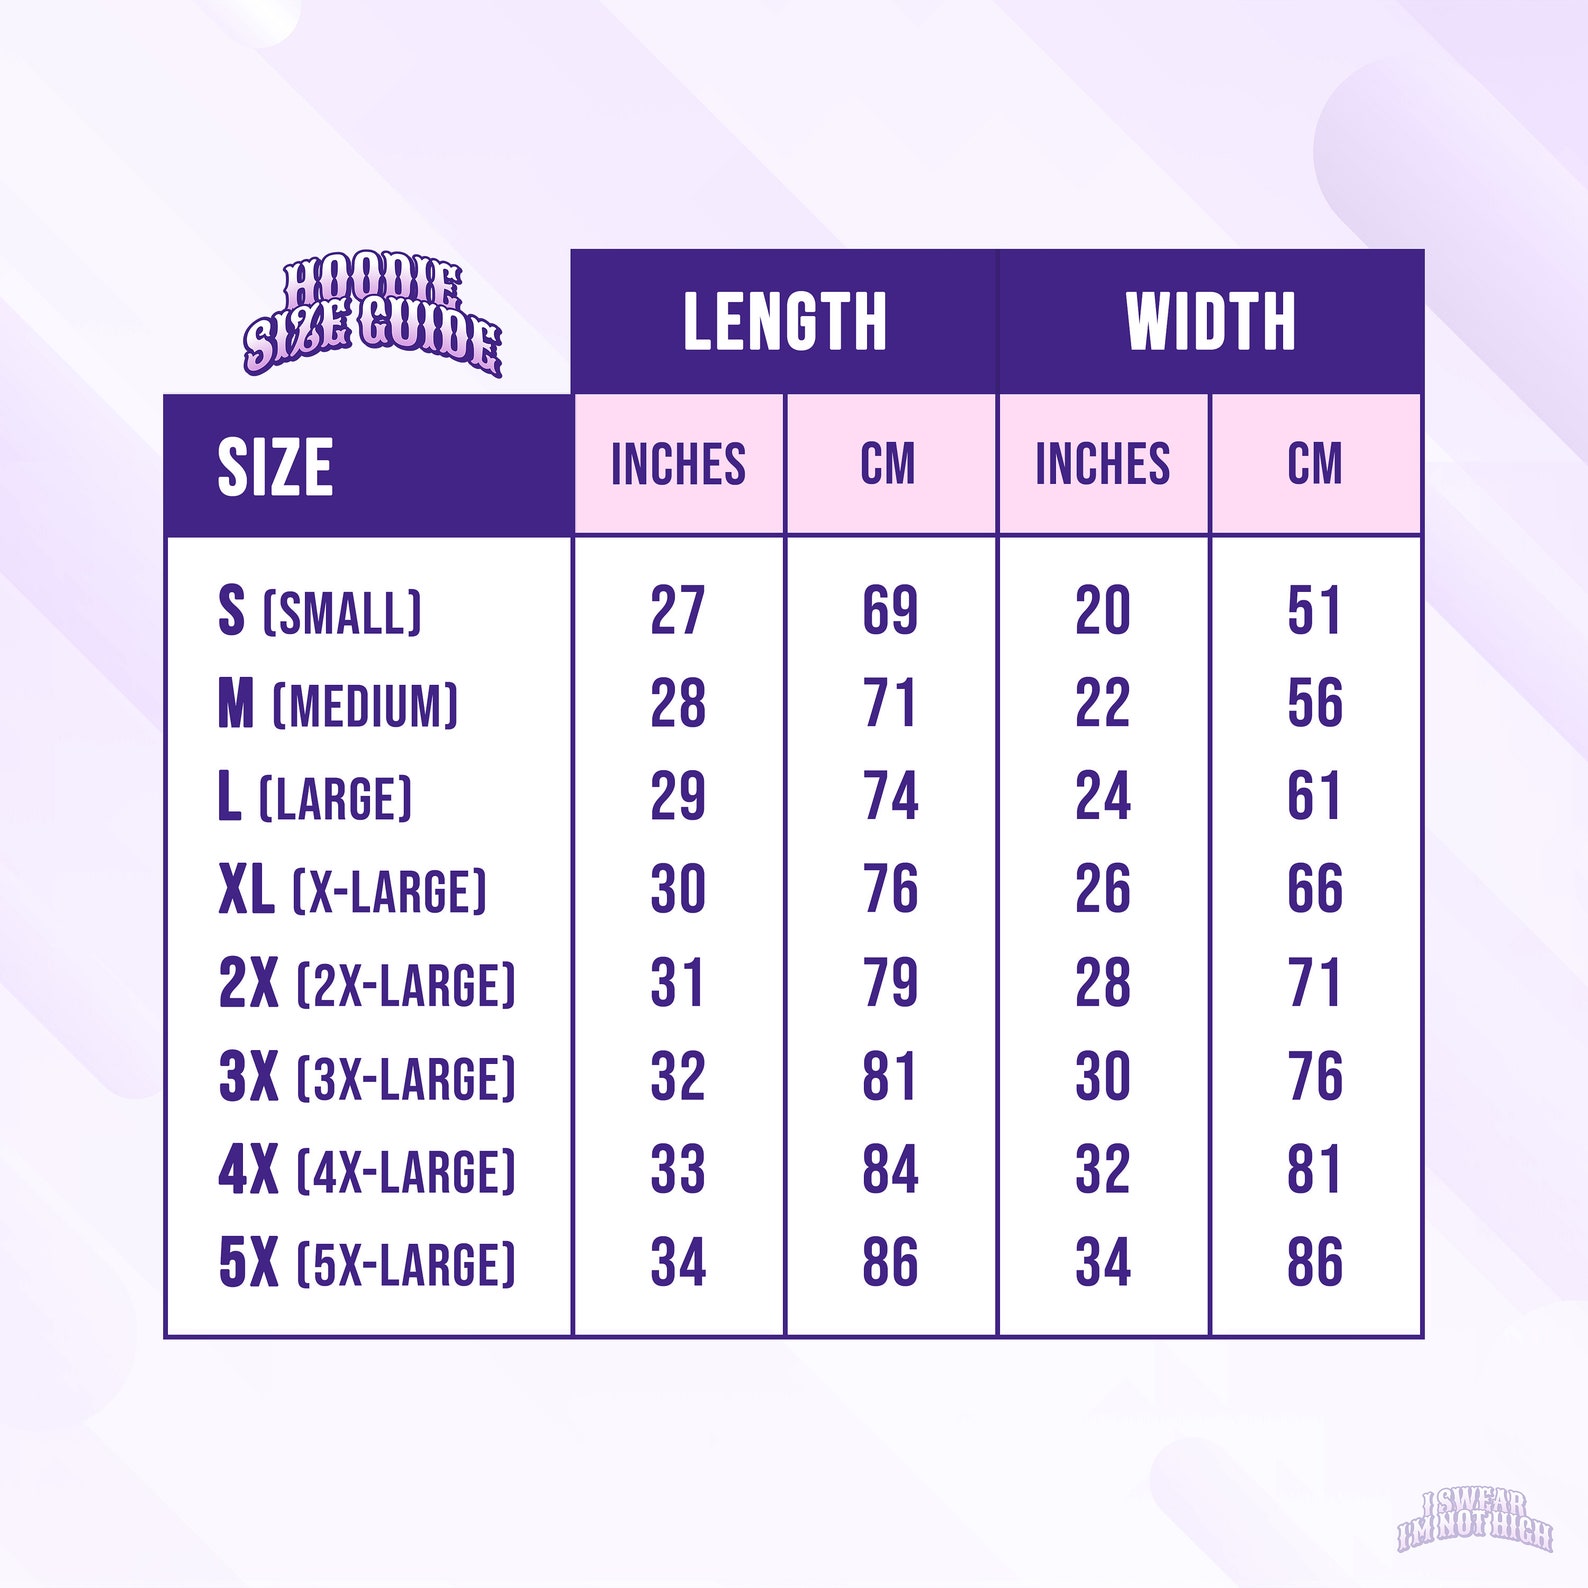 HOODIE
SIZE GUIDE
LENGTH WIDTH
SIZE INCHES CM INCHES CM
S (SMALL) 27 69 20 51
M (MEDIUM) 28 71 22 56
L (LARGE) 29 74 24 61
XL (X-LARGE) 30 76 26 66
2X (2X-LARGE) 31 79 28 71
3X (3X-LARGE) 32 81 30 76
4X (4X-LARGE) 33 84 32 81
5X (5X-LARGE) 34 86 34 86
I SWEAR
I'M NOT HIGH